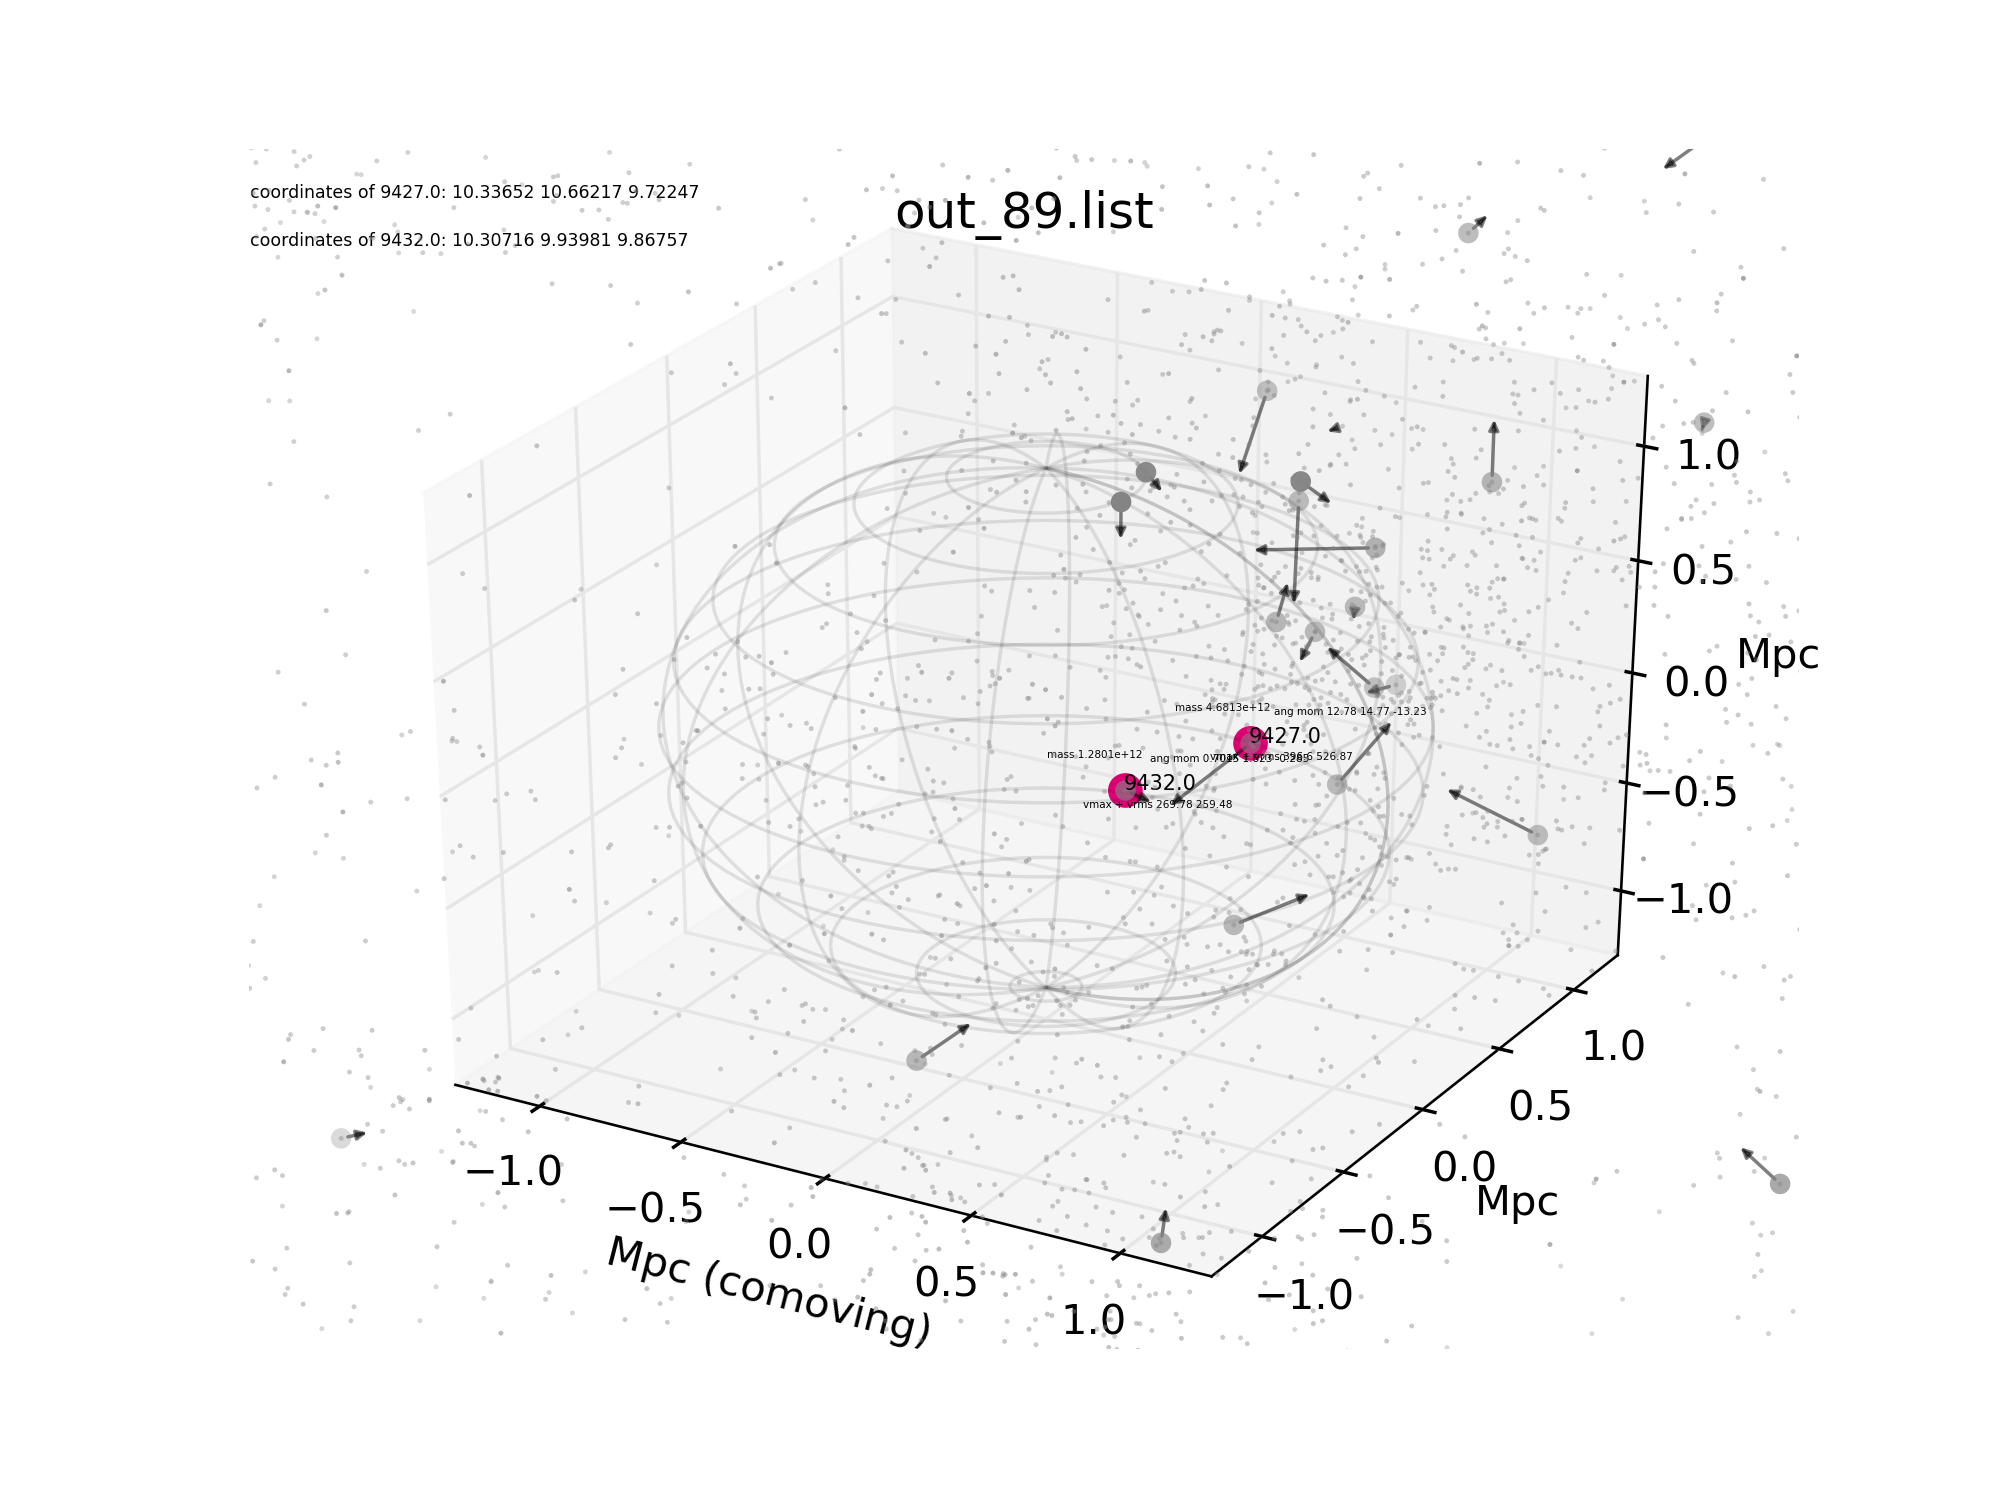 coordinates of 9427.0: 10.33652 10.66217 9.72247
out_89.list
coordinates of 9432.0: 10.30716 9.93981 9.86757
1.0
0.5
Mpc
0.0
mass 4.6813e+12
ang mom 12.78 14.77 -13.23
9427.0
mass 1.2801e+12
ang mom
526.87
9432.0
−0.5
vmax + vrms 269.78 259.48
−1.0
1.0
0.5
0.0
−1.0
Mpc
−0.5
−0.5
0.0
Mpc (comoving)
0.5
−1.0
1.0